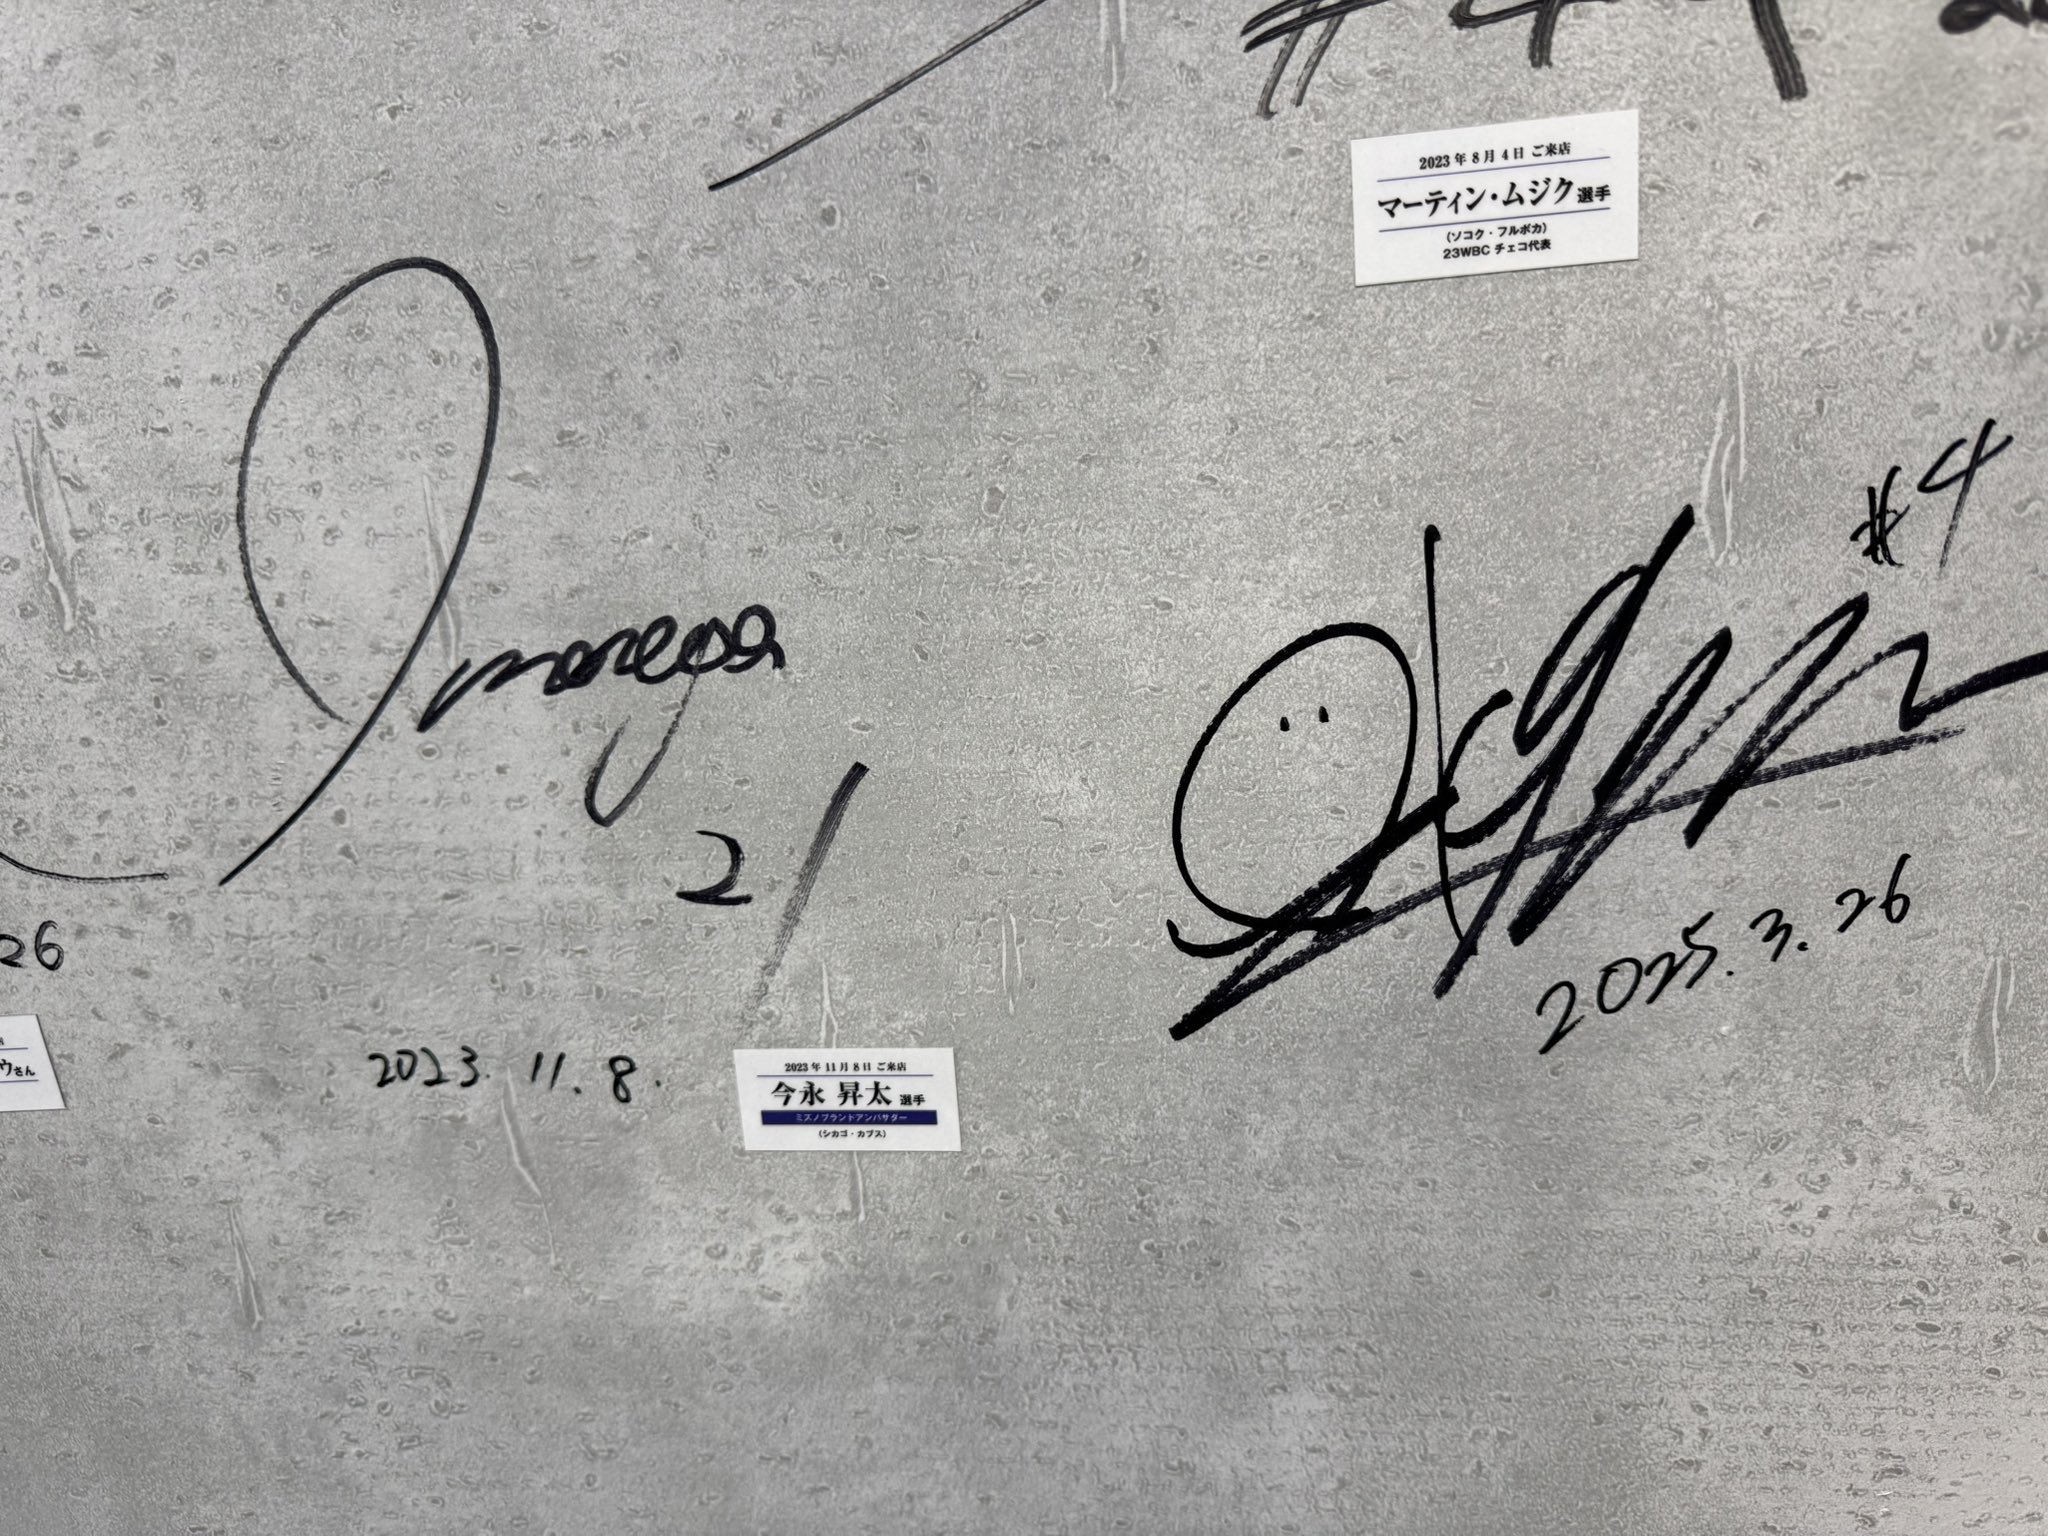 2023年8月4日 ご来店
マーティン・ムジク選手
(ソコク・フルボカ)
23WBC チェコ代表
Imanaga
21
2023.11.8.
2023年11月8日 ご来店
今永 昇太 選手
ミズノブランドアンバサダー
(シカゴ・カブス)
#4
2025.3.26
26
ゥさん